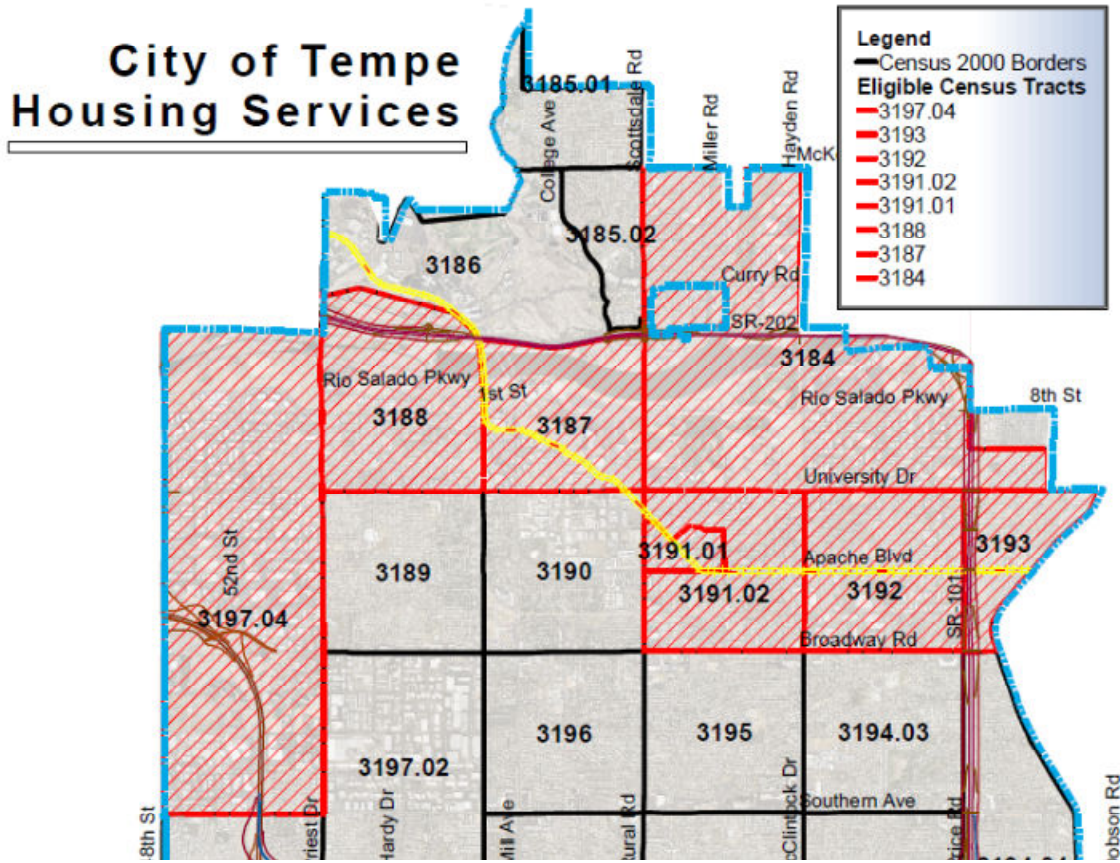 City of Tempe
Housing Services
Legend
Census 2000 Borders
Eligible Census Tracts
3197.04
3193
3192
3191.02
3191.01
3188
3187
3184
3185.01
College Ave
Scottsdale Rd
Miller Rd
Hayden Rd
3185.02
3186
Curry Rd
SR-202
3184
Rio Salado Pkwy
1st St
Rio Salado Pkwy
8th St
3188
3187
University Dr
52nd St
3189
3190
3191.01
Apache Blvd
3193
3191.02
3192
SR-101
3197.04
Broadway Rd
3196
3195
3194.03
3197.02
Southern Ave
Hardy Dr